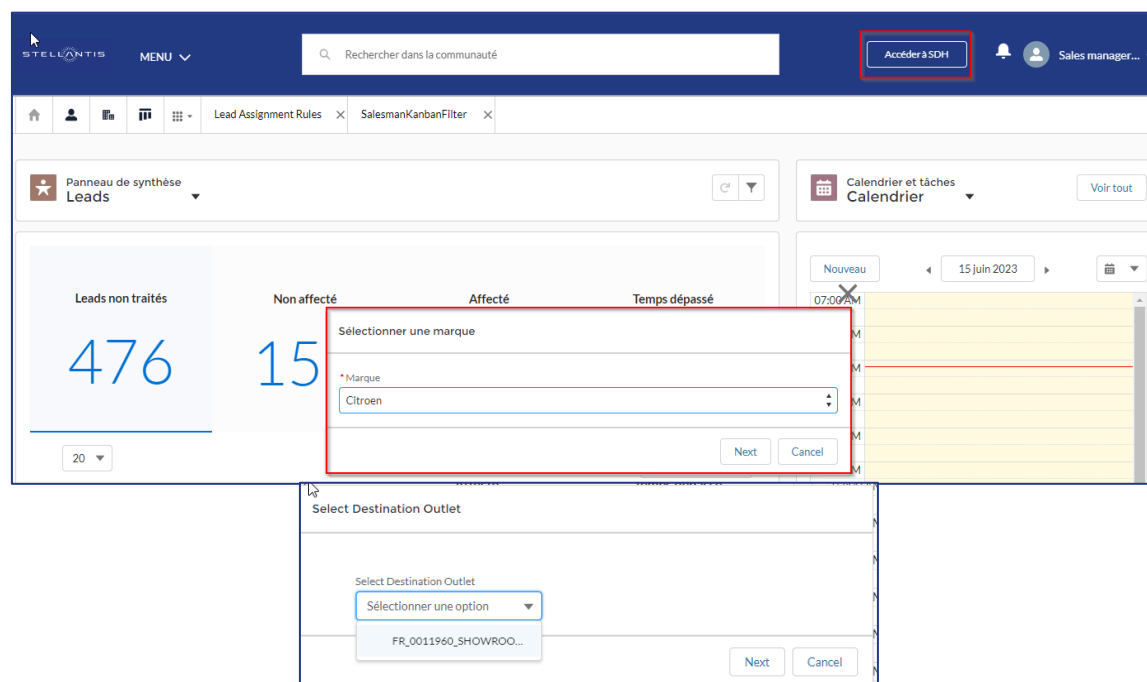 STELLANTIS
MENU
Rechercher dans la communauté
Accéder à SDH
Sales manager...
Lead Assignment Rules
SalesmanKanbanFilter
Panneau de synthèse
Leads
Calendrier et tâches
Calendrier
Voir tout
Nouveau
15 juin 2023
Leads non traités
Non affecté
Affecté
Temps dépassé
07:00 AM
476
15
Sélectionner une marque
*Marque
Citroen
Next
Cancel
20
Select Destination Outlet
Select Destination Outlet
Sélectionner une option
FR_0011960_SHOWROO...
Next
Cancel